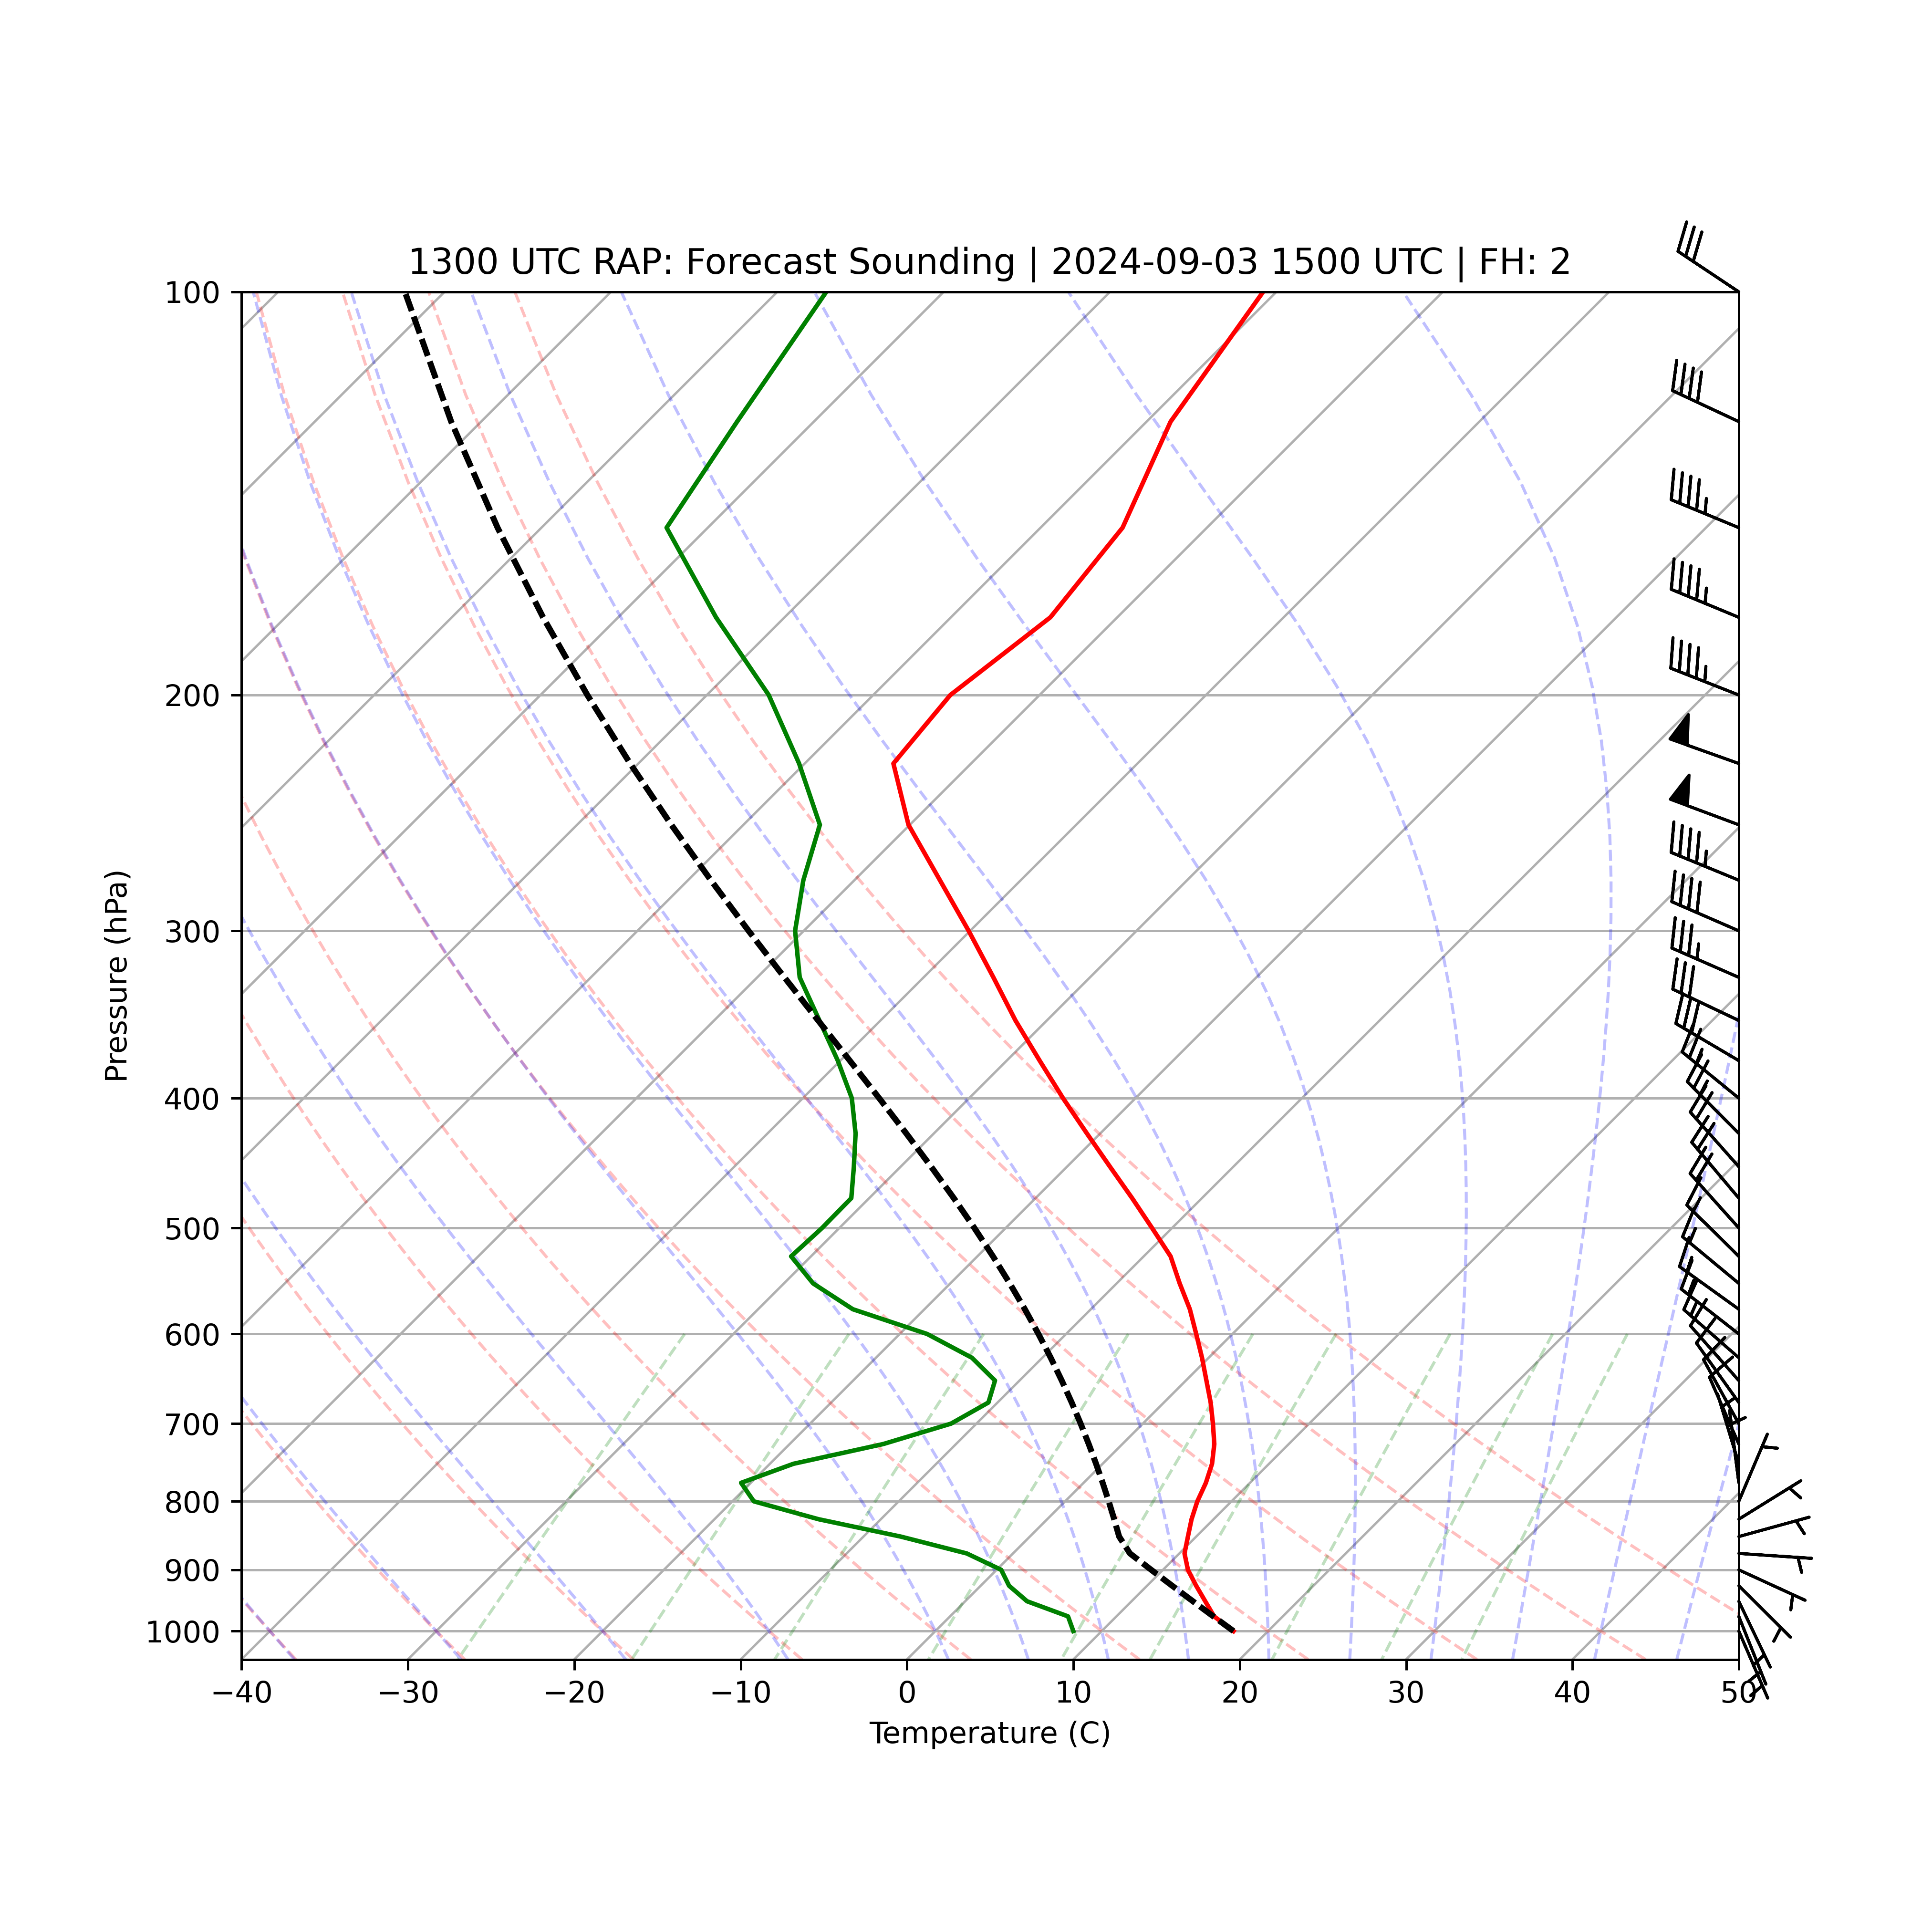 1300 UTC RAP: Forecast Sounding | 2024-09-03 1500 UTC | FH: 2
100
200
300
400
500
600
700
800
900
1000
Pressure (hPa)
−40 −30 −20 −10 0 10 20 30 40 50
Temperature (C)